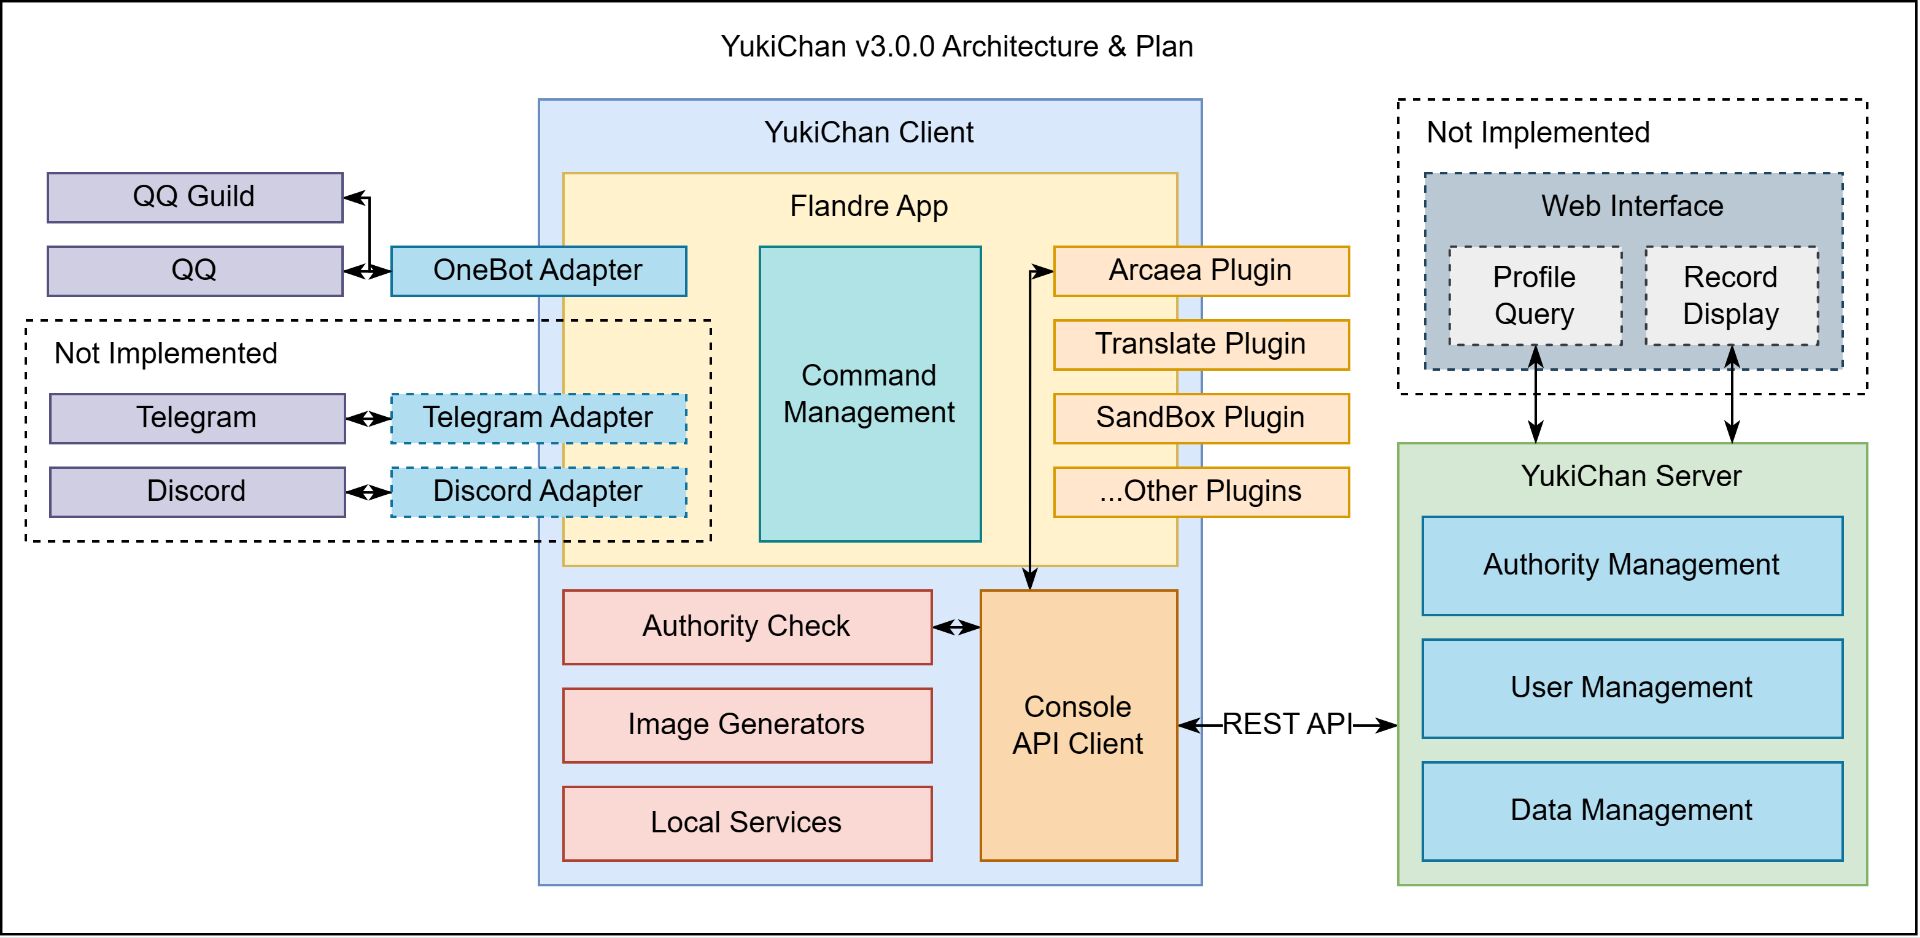 YukiChan v3.0.0 Architecture & Plan
QQ Guild
QQ
OneBot Adapter
Not Implemented
Telegram
Telegram Adapter
Discord
Discord Adapter
YukiChan Client
Flandre App
Command
Management
Arcaea Plugin
Translate Plugin
SandBox Plugin
...Other Plugins
Authority Check
Image Generators
Local Services
Console
API Client
REST API
Not Implemented
Web Interface
Profile
Query
Record
Display
YukiChan Server
Authority Management
User Management
Data Management